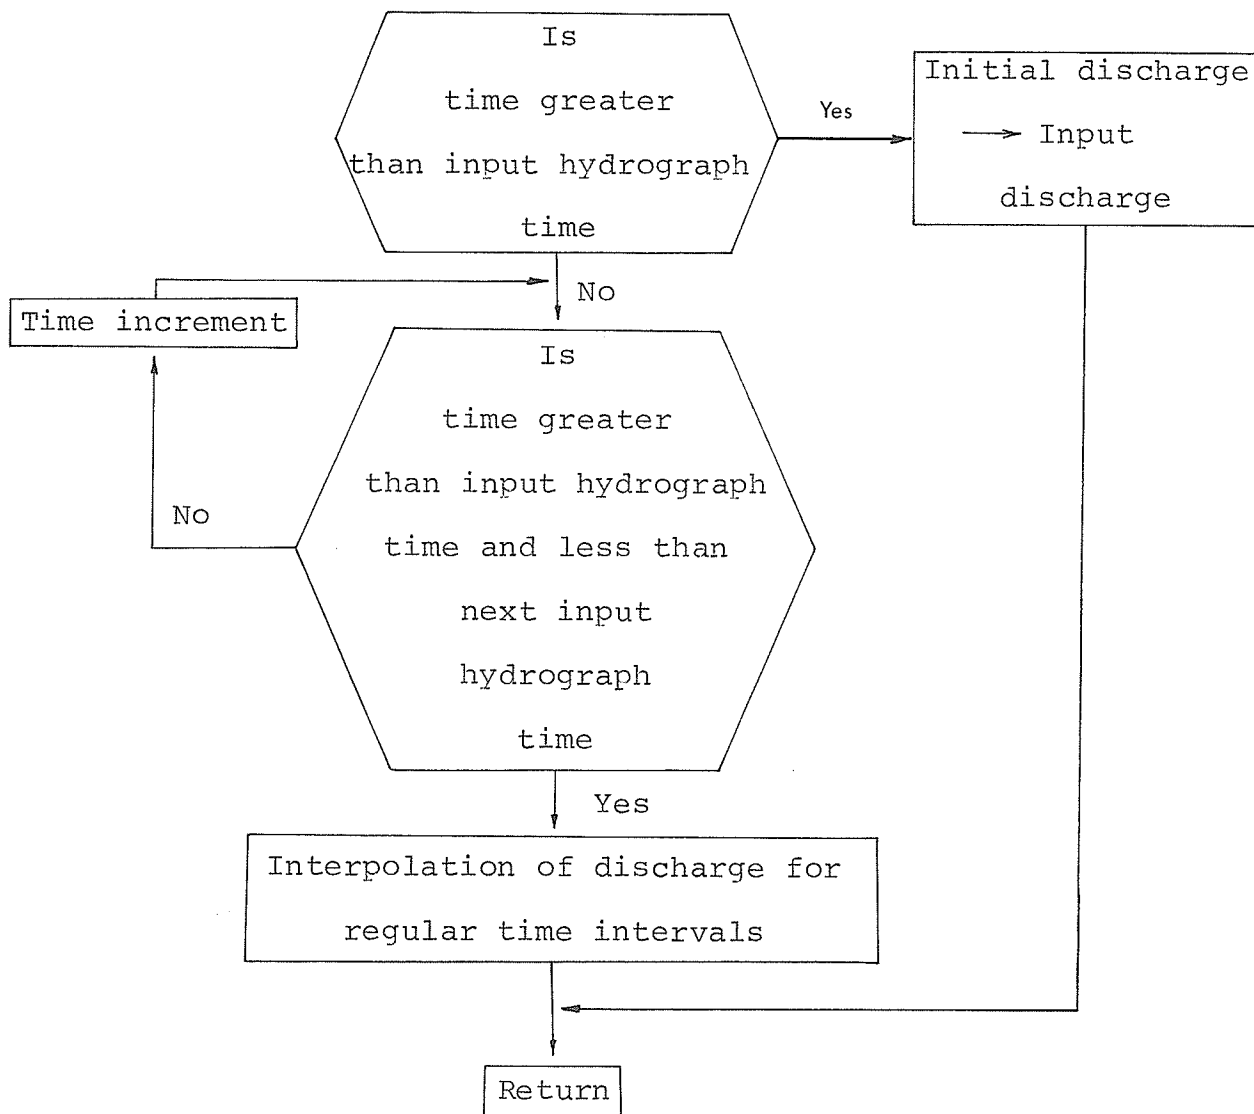 Is
time greater
than input hydrograph
time
Yes
Initial discharge
Input
discharge
No
Time increment
Is
time greater
than input hydrograph
time and less than
next input
hydrograph
time
No
Yes
Interpolation of discharge for
regular time intervals
Return